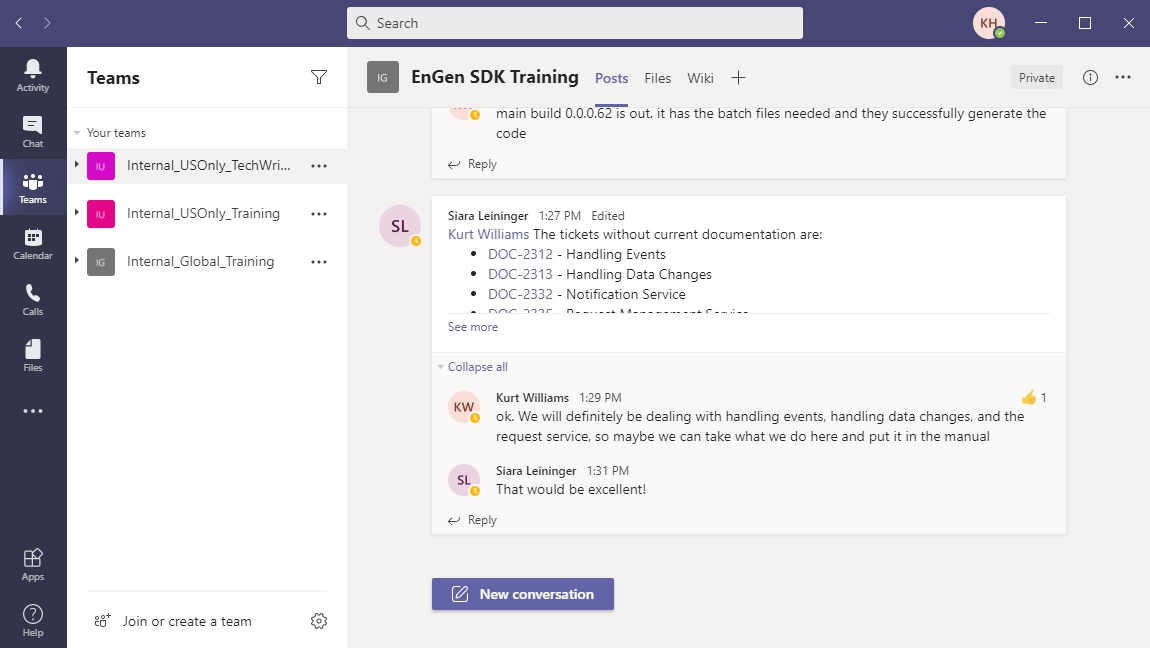 Search
KH
Activity
Chat
Teams
Calendar
Calls
Files
Apps
Help
Teams
Your teams
IU Internal_USOnly_TechWri...
IU Internal_USOnly_Training
IG Internal_Global_Training
Join or create a team
IG EnGen SDK Training Posts Files Wiki Private
main build 0.0.0.62 is out. it has the batch files needed and they successfully generate the
code
Reply
SL
Siara Leininger 1:27 PM Edited
Kurt Williams The tickets without current documentation are:
• DOC-2312 - Handling Events
• DOC-2313 - Handling Data Changes
• DOC-2332 - Notification Service
• DOC-2335 - Request Management Service
See more
Collapse all
KW
Kurt Williams 1:29 PM 1
ok. We will definitely be dealing with handling events, handling data changes, and the
request service, so maybe we can take what we do here and put it in the manual
SL
Siara Leininger 1:31 PM
That would be excellent!
Reply
New conversation